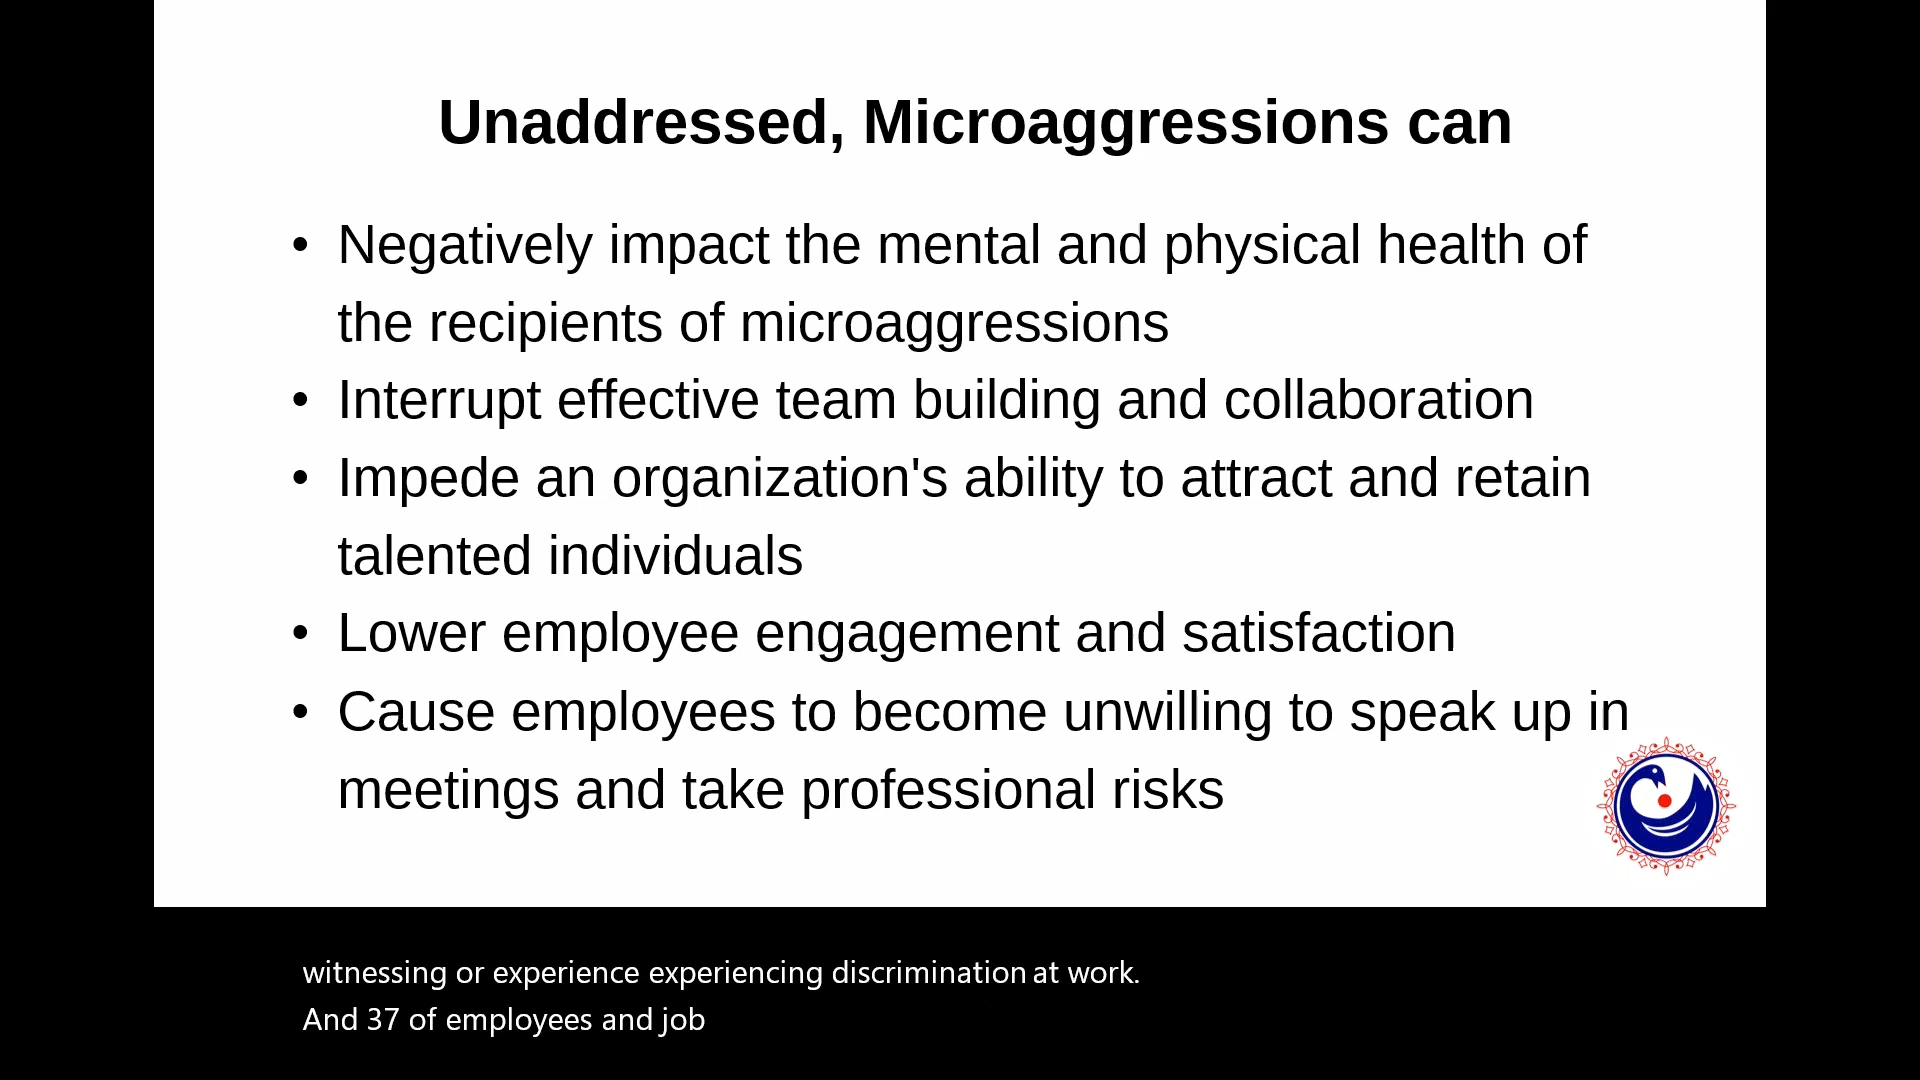 Unaddressed, Microaggressions can
• Negatively impact the mental and physical health of
the recipients of microaggressions
• Interrupt effective team building and collaboration
• Impede an organization's ability to attract and retain
talented individuals
• Lower employee engagement and satisfaction
• Cause employees to become unwilling to speak up in
meetings and take professional risks
witnessing or experience experiencing discrimination at work.
And 37 of employees and job